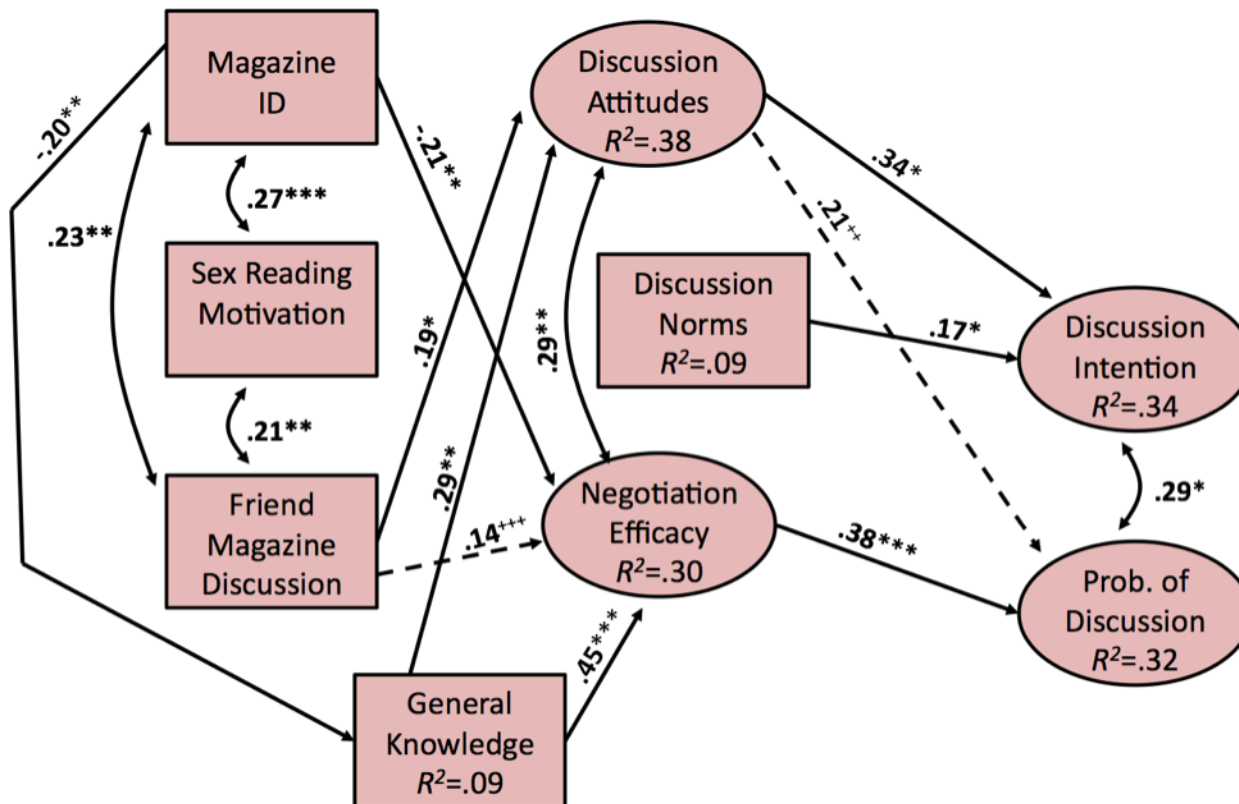 Magazine
ID
Discussion
Attitudes
R²=.38
-.20**
-.21**
.34*
.27***
.21⁺⁺
.23**
Sex Reading
Motivation
Discussion
Norms
R²=.09
.19*
.29**
.17*
Discussion
Intention
R²=.34
.21**
.29**
Friend
Magazine
Discussion
.14⁺⁺⁺
Negotiation
Efficacy
R²=.30
.38***
.29*
Prob. of
Discussion
R²=.32
.45***
General
Knowledge
R²=.09